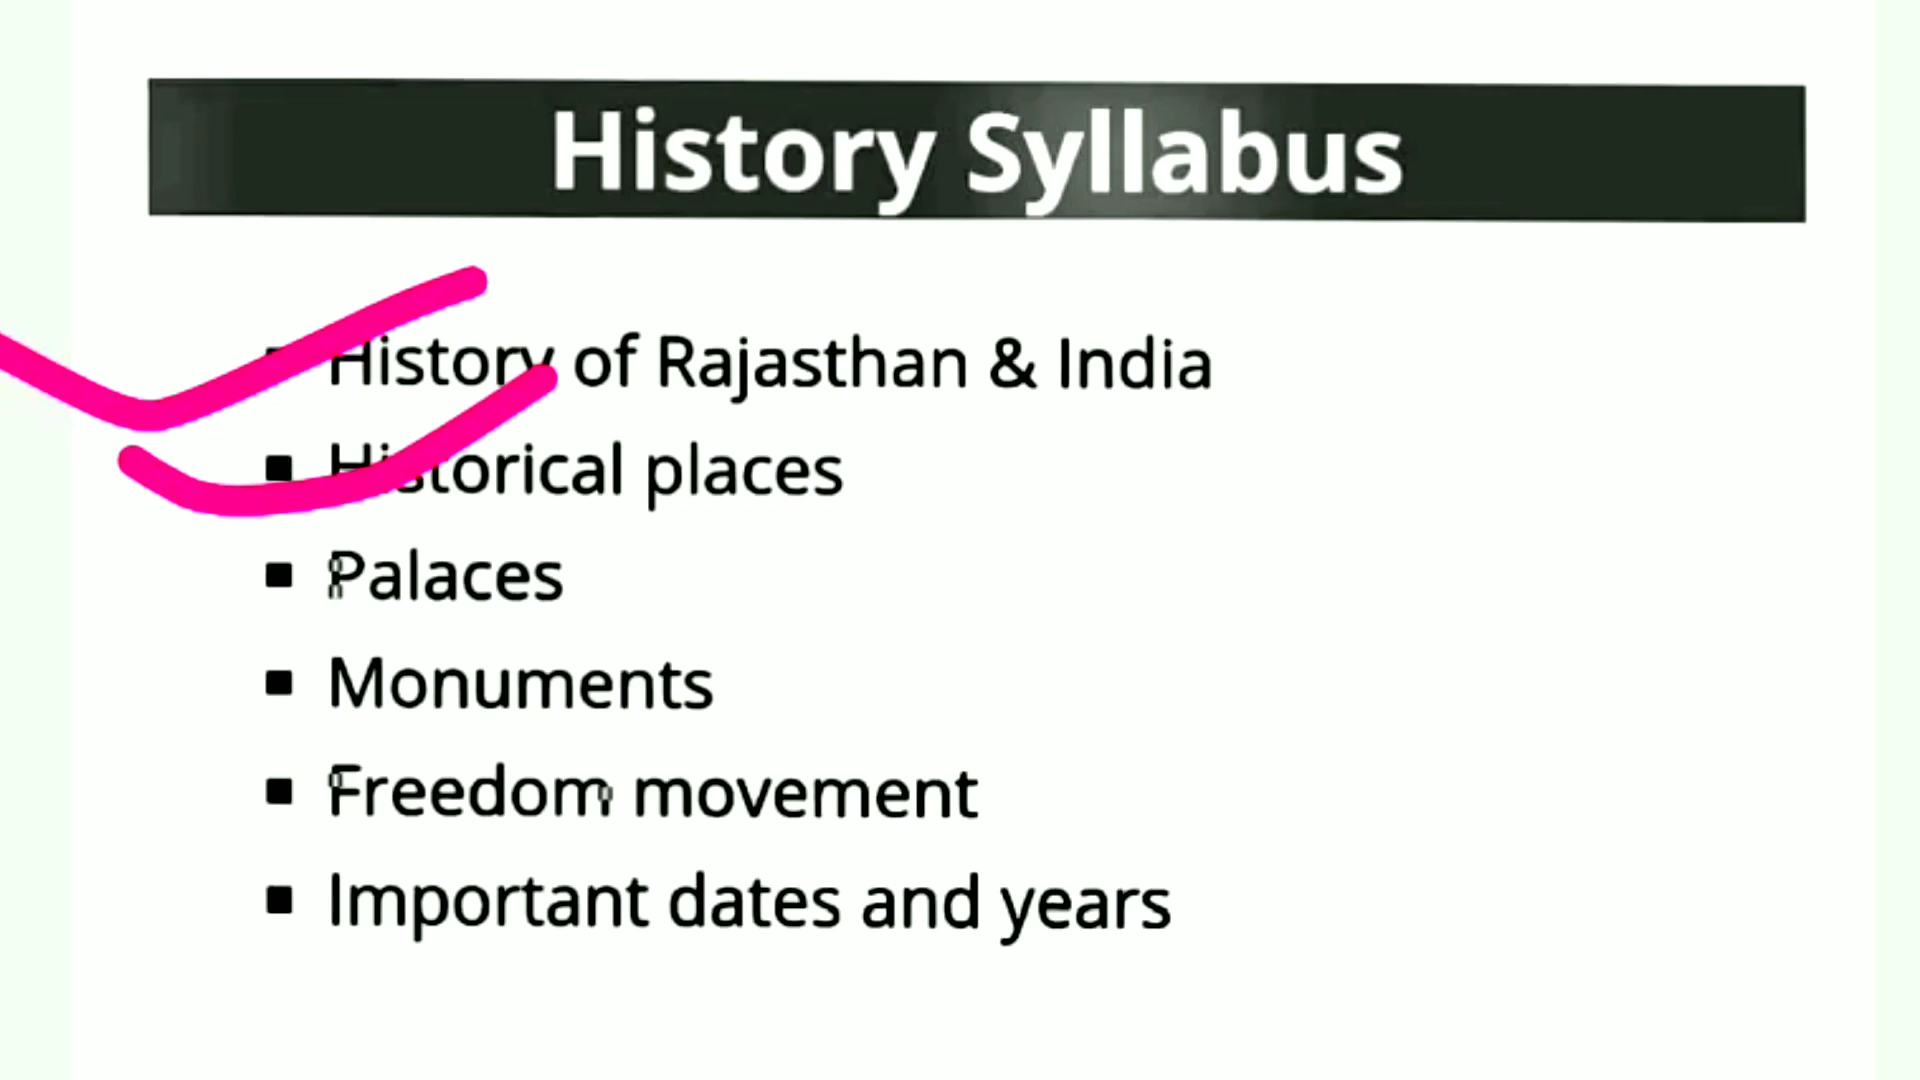 History Syllabus
History of Rajasthan & India
Historical places
Palaces
Monuments
Freedom movement
Important dates and years